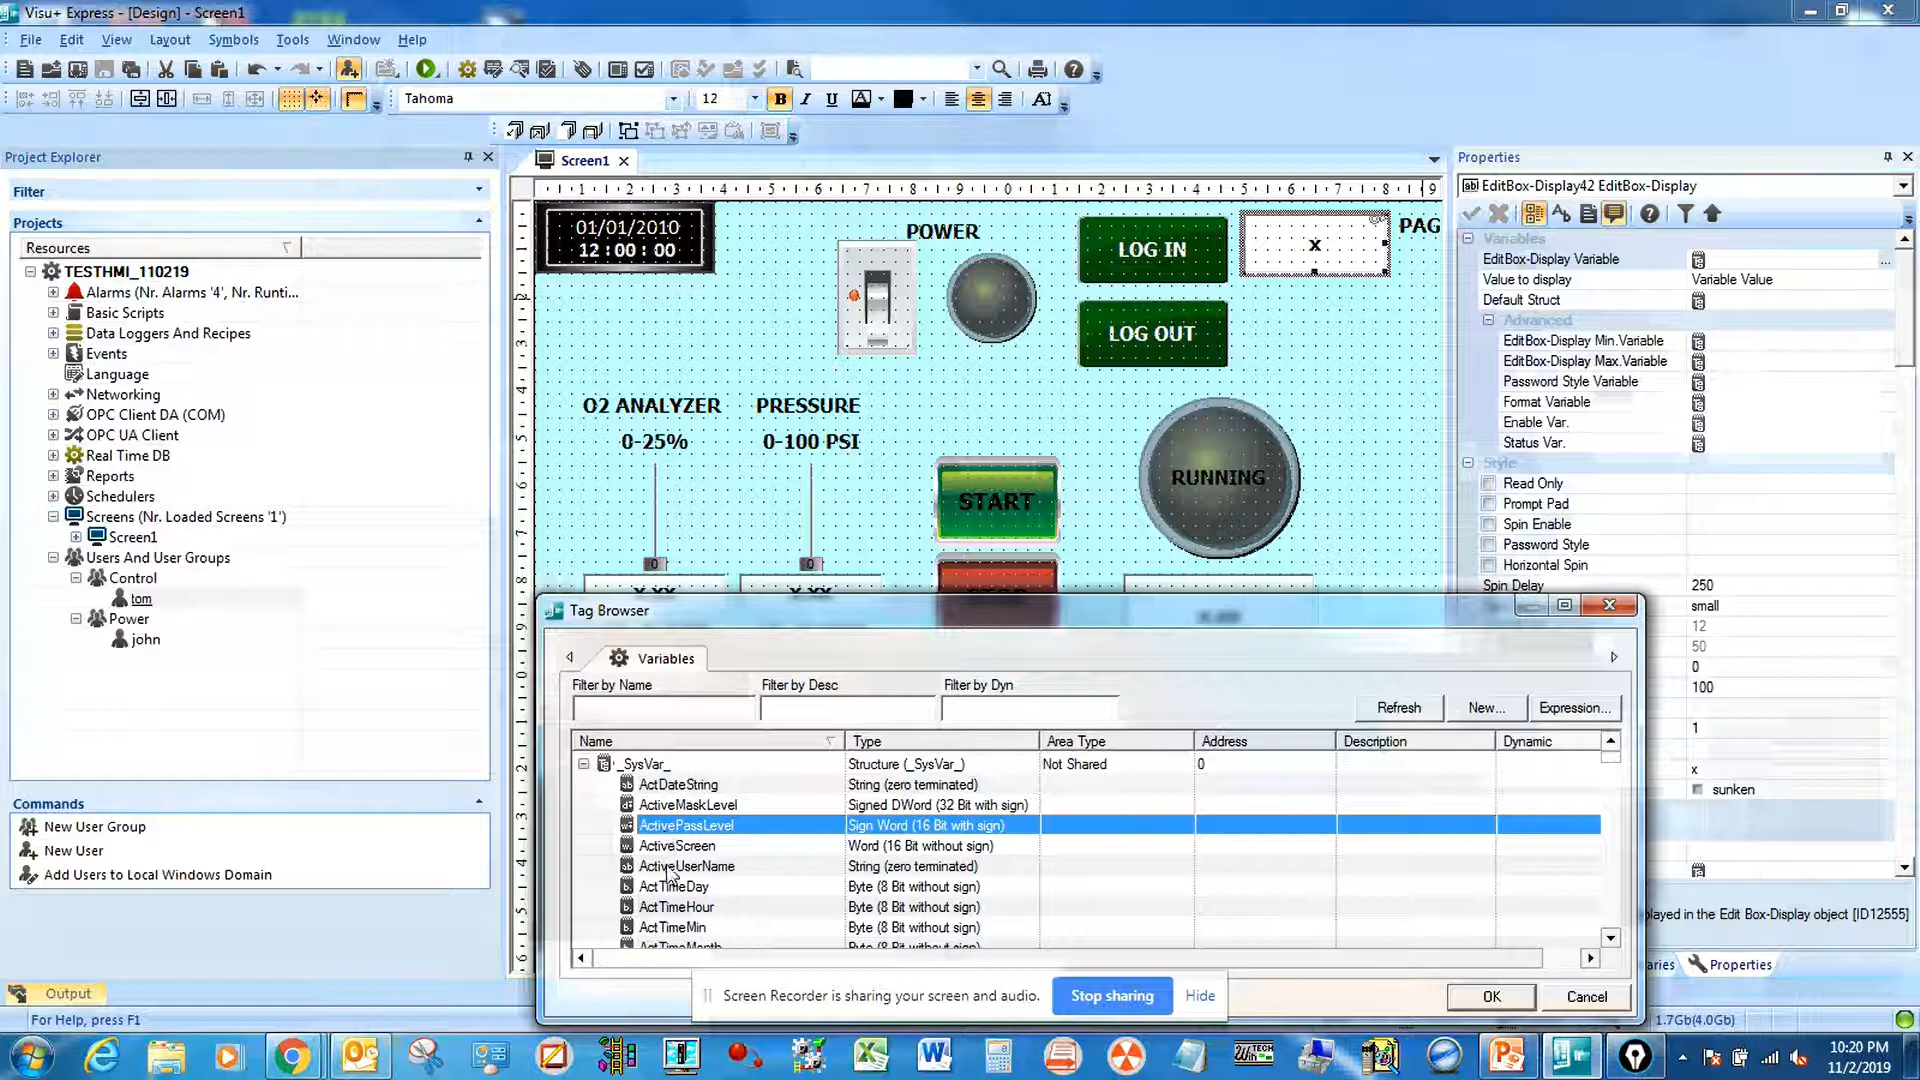 Visu+ Express - [Design] - Screen1
File Edit View Layout Symbols Tools Window Help
Tahoma 12 B I U
Project Explorer
Filter
Projects
Resources
TESTHMI_110219
Alarms (Nr. Alarms '4', Nr. Runti...
Basic Scripts
Data Loggers And Recipes
Events
Language
Networking
OPC Client DA (COM)
OPC UA Client
Real Time DB
Reports
Schedulers
Screens (Nr. Loaded Screens '1')
Screen1
Users And User Groups
Control
tom
Power
john
Commands
New User Group
New User
Add Users to Local Windows Domain
Output
For Help, press F1
Screen1
01/01/2010
12:00:00
POWER
LOG IN
x
PAG
LOG OUT
O2 ANALYZER
0-25%
PRESSURE
0-100 PSI
START
RUNNING
0
0
Properties
EditBox-Display42 EditBox-Display
Variables
EditBox-Display Variable
Value to display Variable Value
Default Struct
Advanced
EditBox-Display Min.Variable
EditBox-Display Max.Variable
Password Style Variable
Format Variable
Enable Var.
Status Var.
Style
Read Only
Prompt Pad
Spin Enable
Password Style
Horizontal Spin
Spin Delay 250
small
12
50
0
100
1
x
sunken
layed in the Edit Box-Display object [ID12555]
aries Properties
1.7Gb(4.0Gb)
Tag Browser
Variables
Filter by Name Filter by Desc Filter by Dyn
Refresh New... Expression...
Name Type Area Type Address Description Dynamic
_SysVar_ Structure (_SysVar_) Not Shared 0
ActDateString String (zero terminated)
ActiveMaskLevel Signed DWord (32 Bit with sign)
ActivePassLevel Sign Word (16 Bit with sign)
ActiveScreen Word (16 Bit without sign)
ActiveUserName String (zero terminated)
ActTimeDay Byte (8 Bit without sign)
ActTimeHour Byte (8 Bit without sign)
ActTimeMin Byte (8 Bit without sign)
ActTimeMonth Byte (8 Bit without sign)
Screen Recorder is sharing your screen and audio. Stop sharing Hide
OK Cancel
10:20 PM
11/2/2019